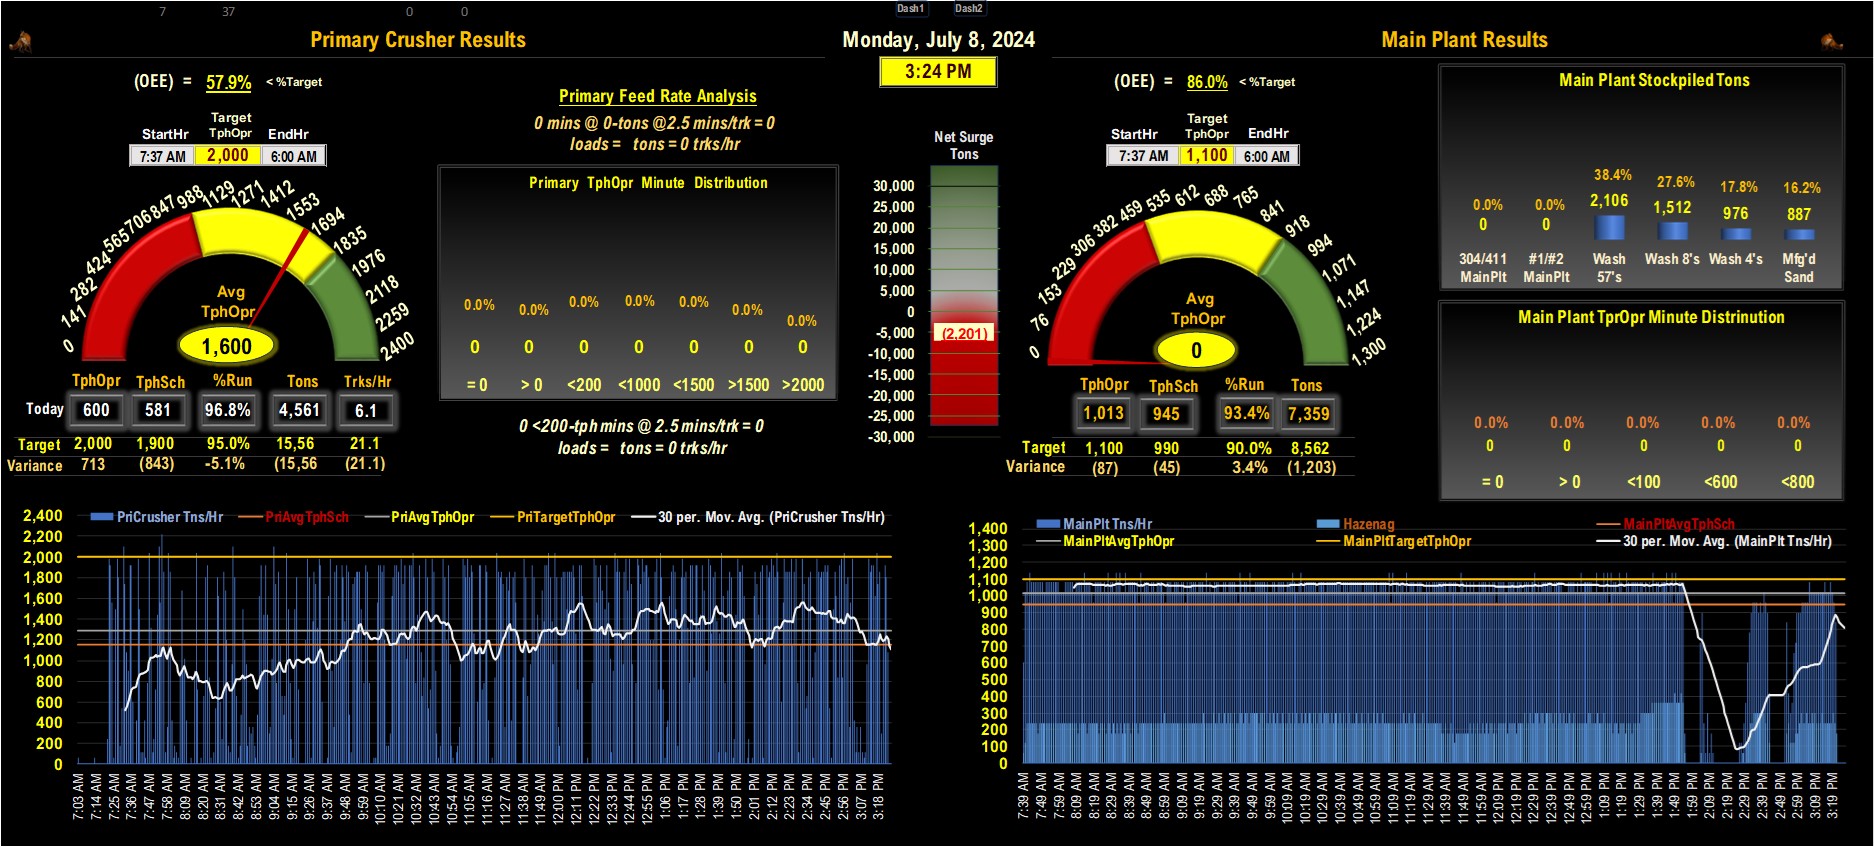 7 37 0 0 Dash1 Dash2
Primary Crusher Results
Monday, July 8, 2024
Main Plant Results
3:24 PM
(OEE) = 57.9% < %Target
Target
StartHr TphOpr EndHr
7:37 AM 2,000 6:00 AM
0 141 282 424 565 706 847 988 1129 1271 1412 1553 1694 1835 1976 2118 2259 2400
Avg
TphOpr
1,600
TphOpr TphSch %Run Tons Trks/Hr
Today 600 581 96.8% 4,561 6.1
Target 2,000 1,900 95.0% 15,56 21.1
Variance 713 (843) -5.1% (15,56 (21.1)
Primary Feed Rate Analysis
0 mins @ 0-tons @2.5 mins/trk = 0
loads = tons = 0 trks/hr
Primary TphOpr Minute Distribution
0.0% 0.0% 0.0% 0.0% 0.0% 0.0% 0.0%
0 0 0 0 0 0 0
= 0 > 0 <200 <1000 <1500 >1500 >2000
0 <200-tph mins @ 2.5 mins/trk = 0
loads = tons = 0 trks/hr
Net Surge
Tons
30,000
25,000
20,000
15,000
10,000
5,000
0
-5,000
(2,201)
-10,000
-15,000
-20,000
-25,000
-30,000
(OEE) = 86.0% < %Target
Target
StartHr TphOpr EndHr
7:37 AM 1,100 6:00 AM
0 76 153 229 306 382 459 535 612 688 765 841 918 994 1,071 1,147 1,224 1,300
Avg
TphOpr
0
TphOpr TphSch %Run Tons
1,013 945 93.4% 7,359
Target 1,100 990 90.0% 8,562
Variance (87) (45) 3.4% (1,203)
Main Plant Stockpiled Tons
0.0% 0.0% 38.4% 27.6% 17.8% 16.2%
0 0 2,106 1,512 976 887
304/411 #1/#2 Wash Wash 8's Wash 4's Mfg'd
MainPlt MainPlt 57's Sand
Main Plant TprOpr Minute Distrinution
0.0% 0.0% 0.0% 0.0% 0.0%
0 0 0 0 0
= 0 > 0 <100 <600 <800
PriCrusher Tns/Hr PriAvgTphSch PriAvgTphOpr PriTargetTphOpr 30 per. Mov. Avg. (PriCrusher Tns/Hr)
2,400
2,200
2,000
1,800
1,600
1,400
1,200
1,000
800
600
400
200
0
7:03 AM 7:14 AM 7:25 AM 7:36 AM 7:47 AM 7:58 AM 8:09 AM 8:20 AM 8:31 AM 8:42 AM 8:53 AM 9:04 AM 9:15 AM 9:26 AM 9:37 AM 9:48 AM 9:59 AM 10:10 AM 10:21 AM 10:32 AM 10:43 AM 10:54 AM 11:05 AM 11:16 AM 11:27 AM 11:38 AM 11:49 AM 12:00 PM 12:11 PM 12:22 PM 12:33 PM 12:44 PM 12:55 PM 1:06 PM 1:17 PM 1:28 PM 1:39 PM 1:50 PM 2:01 PM 2:12 PM 2:23 PM 2:34 PM 2:45 PM 2:56 PM 3:07 PM 3:18 PM
MainPlt Tns/Hr Hazenag MainPltAvgTphSch
MainPltAvgTphOpr MainPltTargetTphOpr 30 per. Mov. Avg. (MainPlt Tns/Hr)
1,400
1,300
1,200
1,100
1,000
900
800
700
600
500
400
300
200
100
0
7:39 AM 7:49 AM 7:59 AM 8:09 AM 8:19 AM 8:29 AM 8:39 AM 8:49 AM 8:59 AM 9:09 AM 9:19 AM 9:29 AM 9:39 AM 9:49 AM 9:59 AM 10:09 AM 10:19 AM 10:29 AM 10:39 AM 10:49 AM 10:59 AM 11:09 AM 11:19 AM 11:29 AM 11:39 AM 11:49 AM 11:59 AM 12:09 PM 12:19 PM 12:29 PM 12:39 PM 12:49 PM 12:59 PM 1:09 PM 1:19 PM 1:29 PM 1:39 PM 1:49 PM 1:59 PM 2:09 PM 2:19 PM 2:29 PM 2:39 PM 2:49 PM 2:59 PM 3:09 PM 3:19 PM